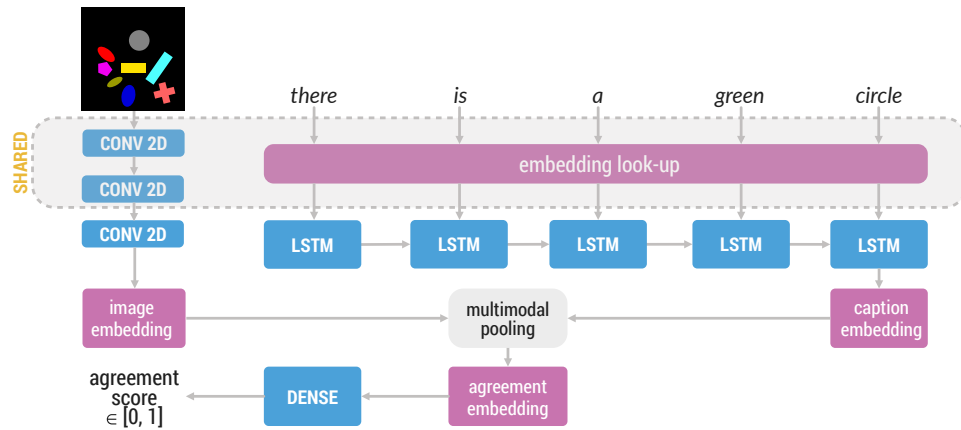 there is a green circle
SHARED
CONV 2D
embedding look-up
CONV 2D
CONV 2D
LSTM LSTM LSTM LSTM LSTM
image
embedding
multimodal
pooling
caption
embedding
agreement
score
∈ [0, 1]
DENSE
agreement
embedding